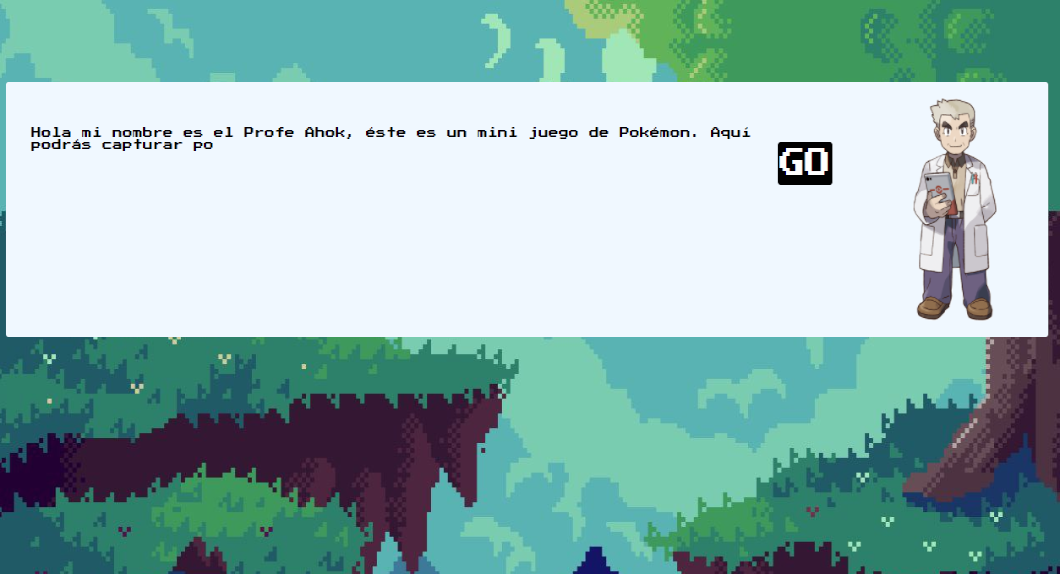 Hola mi nombre es el Profe Ahok, éste es un mini juego de Pokémon. Aquí
podrás capturar po
GO